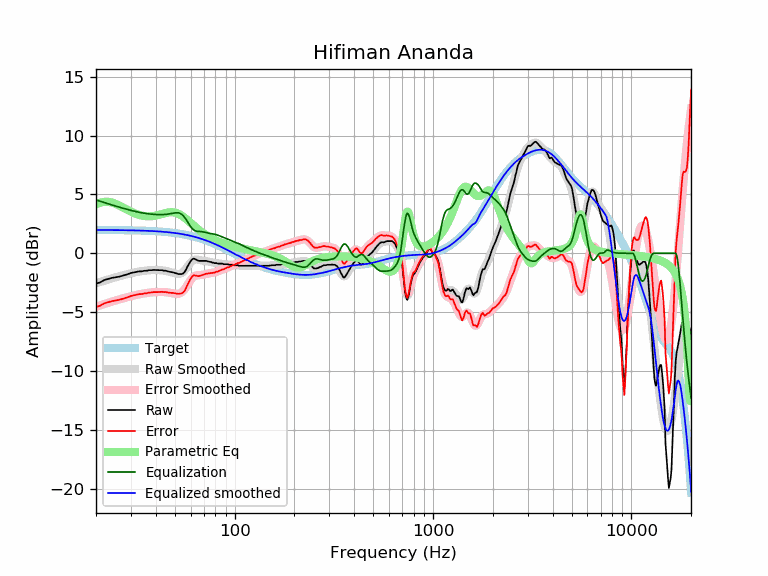 Hifiman Ananda
15
10
5
0
−5
−10
−15
−20
Amplitude (dBr)
Target
Raw Smoothed
Error Smoothed
Raw
Error
Parametric Eq
Equalization
Equalized smoothed
100
1000
10000
Frequency (Hz)